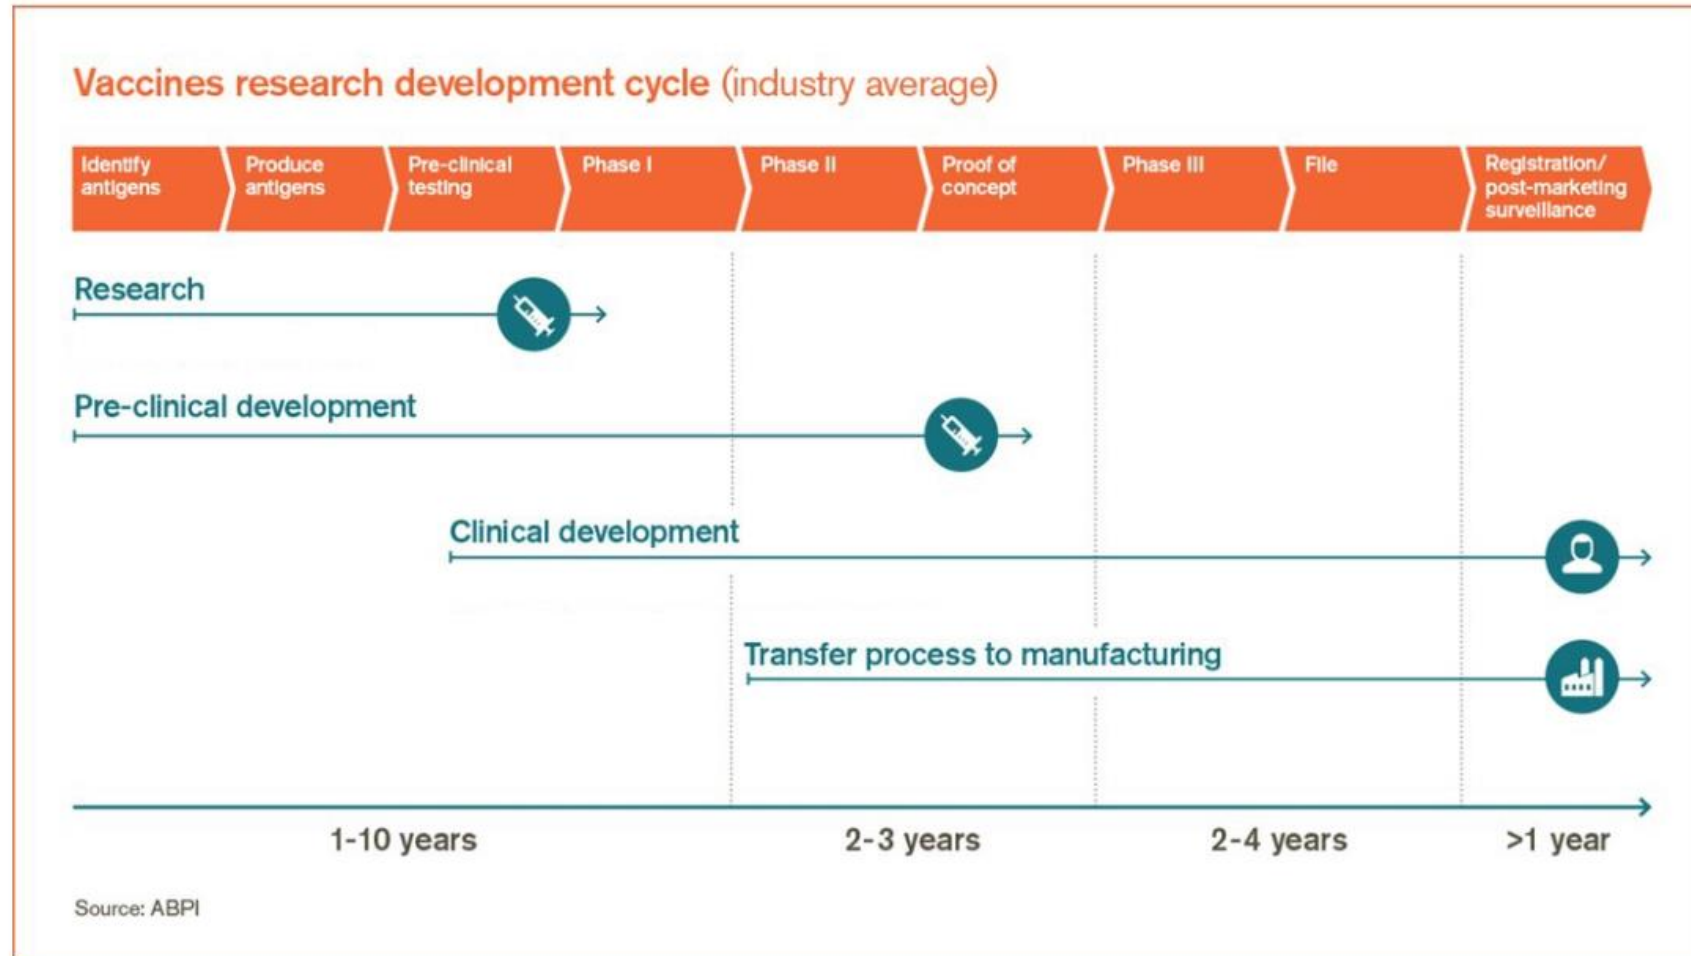 Vaccines research development cycle (industry average)
Identify
antigens
Produce
antigens
Pre-clinical
testing
Phase I
Phase II
Proof of
concept
Phase III
File
Registration/
post-marketing
surveillance
Research
Pre-clinical development
Clinical development
Transfer process to manufacturing
1-10 years
2-3 years
2-4 years
>1 year
Source: ABPI